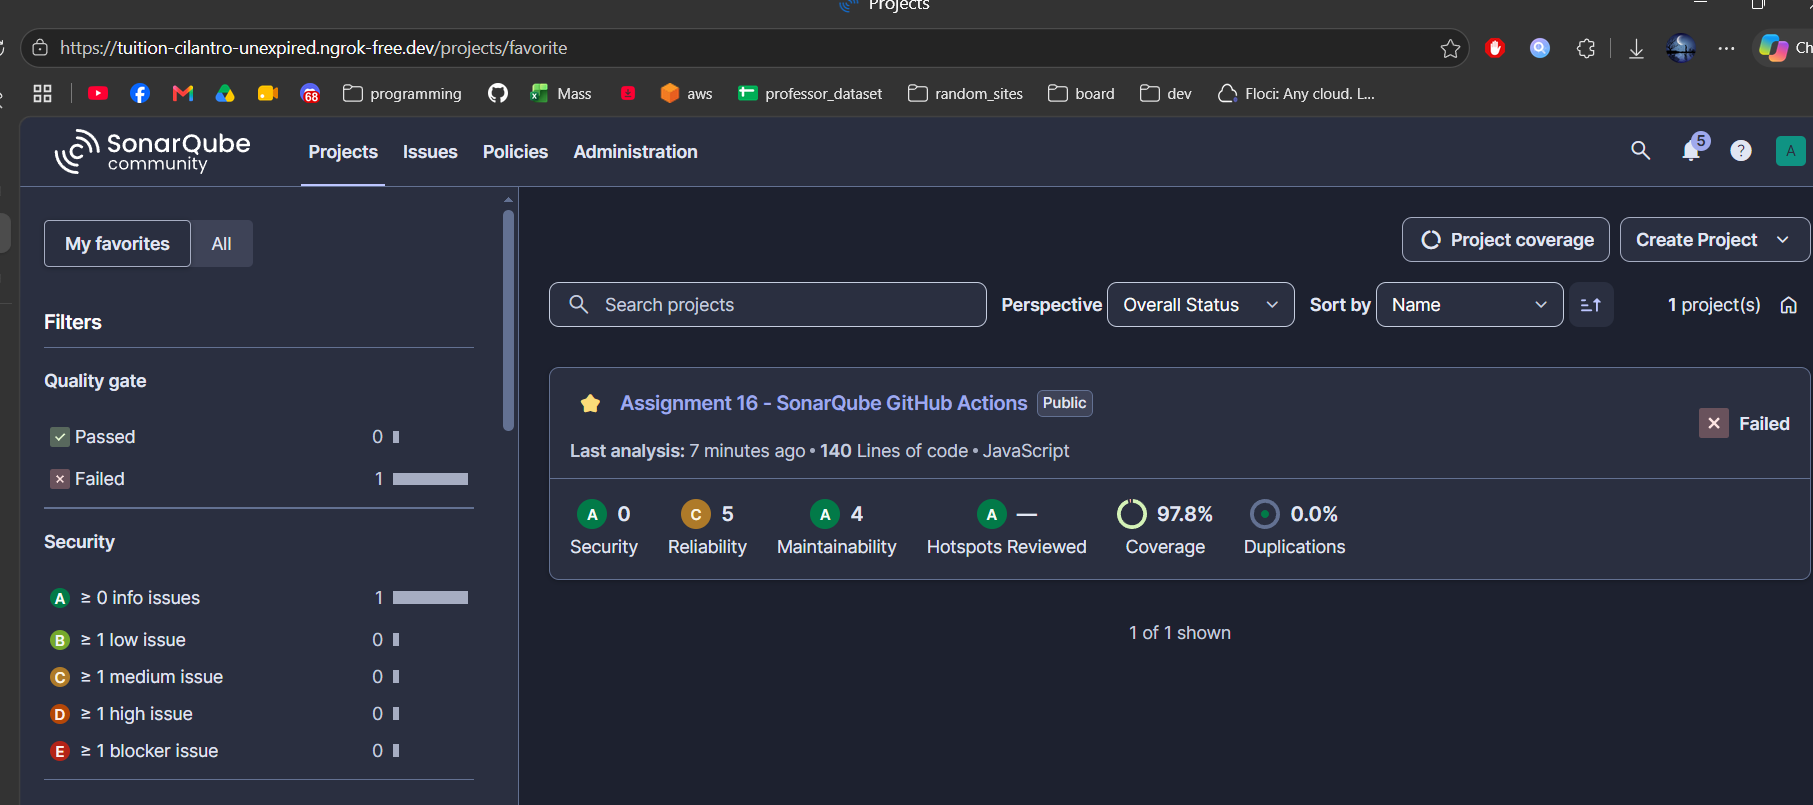 Projects
https://tuition-cilantro-unexpired.ngrok-free.dev/projects/favorite
Ch
68
programming
Mass
aws
professor_dataset
random_sites
board
dev
Floci: Any cloud. L...
SonarQube
community
Projects
Issues
Policies
Administration
5
?
A
My favorites
All
Filters
Quality gate
Passed 0
Failed 1
Security
A ≥ 0 info issues 1
B ≥ 1 low issue 0
C ≥ 1 medium issue 0
D ≥ 1 high issue 0
E ≥ 1 blocker issue 0
Project coverage
Create Project
Search projects
Perspective
Overall Status
Sort by
Name
1 project(s)
Assignment 16 - SonarQube GitHub Actions
Public
Failed
Last analysis: 7 minutes ago • 140 Lines of code • JavaScript
A 0
Security
C 5
Reliability
A 4
Maintainability
A —
Hotspots Reviewed
97.8%
Coverage
0.0%
Duplications
1 of 1 shown